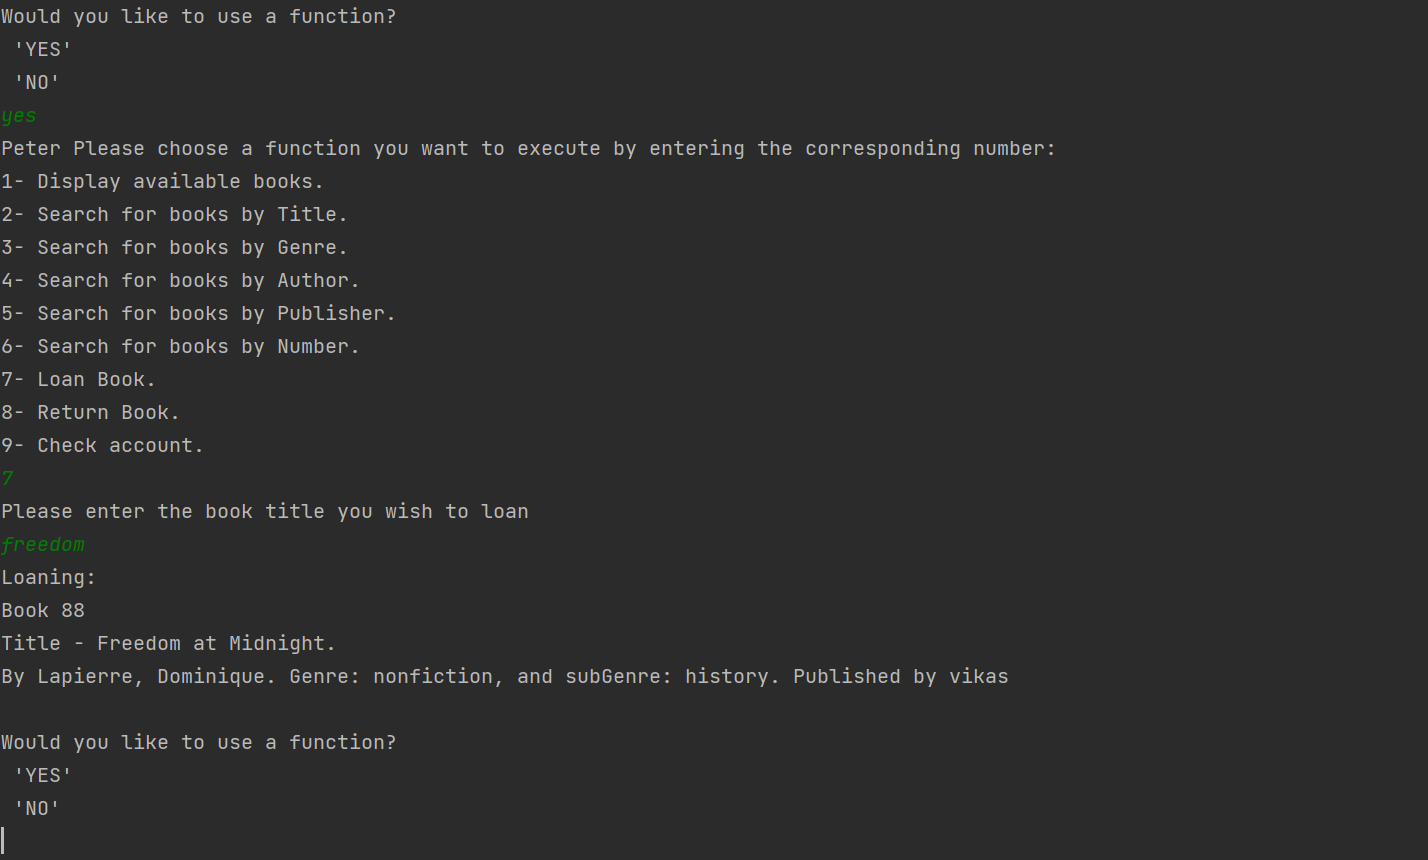 Would you like to use a function?
 'YES'
 'NO'
yes
Peter Please choose a function you want to execute by entering the corresponding number:
1- Display available books.
2- Search for books by Title.
3- Search for books by Genre.
4- Search for books by Author.
5- Search for books by Publisher.
6- Search for books by Number.
7- Loan Book.
8- Return Book.
9- Check account.
7
Please enter the book title you wish to loan
freedom
Loaning:
Book 88
Title - Freedom at Midnight.
By Lapierre, Dominique. Genre: nonfiction, and subGenre: history. Published by vikas

Would you like to use a function?
 'YES'
 'NO'